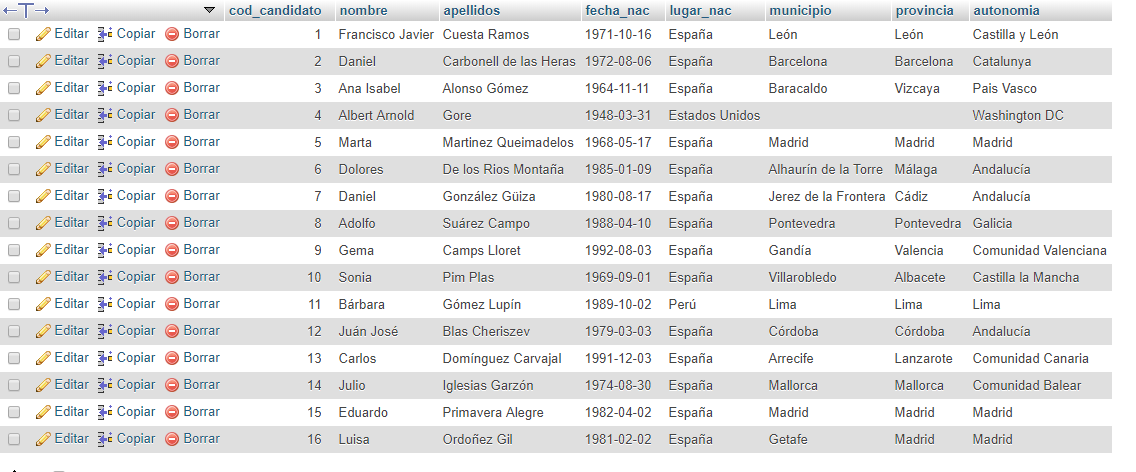 cod_candidato nombre apellidos fecha_nac lugar_nac municipio provincia autonomia
Editar Copiar Borrar 1 Francisco Javier Cuesta Ramos 1971-10-16 España León León Castilla y León
Editar Copiar Borrar 2 Daniel Carbonell de las Heras 1972-08-06 España Barcelona Barcelona Catalunya
Editar Copiar Borrar 3 Ana Isabel Alonso Gómez 1964-11-11 España Baracaldo Vizcaya Pais Vasco
Editar Copiar Borrar 4 Albert Arnold Gore 1948-03-31 Estados Unidos Washington DC
Editar Copiar Borrar 5 Marta Martinez Queimadelos 1968-05-17 España Madrid Madrid Madrid
Editar Copiar Borrar 6 Dolores De los Rios Montaña 1985-01-09 España Alhaurín de la Torre Málaga Andalucía
Editar Copiar Borrar 7 Daniel González Güiza 1980-08-17 España Jerez de la Frontera Cádiz Andalucía
Editar Copiar Borrar 8 Adolfo Suárez Campo 1988-04-10 España Pontevedra Pontevedra Galicia
Editar Copiar Borrar 9 Gema Camps Lloret 1992-08-03 España Gandía Valencia Comunidad Valenciana
Editar Copiar Borrar 10 Sonia Pim Plas 1969-09-01 España Villarobledo Albacete Castilla la Mancha
Editar Copiar Borrar 11 Bárbara Gómez Lupín 1989-10-02 Perú Lima Lima Lima
Editar Copiar Borrar 12 Juán José Blas Cheriszev 1979-03-03 España Córdoba Córdoba Andalucía
Editar Copiar Borrar 13 Carlos Domínguez Carvajal 1991-12-03 España Arrecife Lanzarote Comunidad Canaria
Editar Copiar Borrar 14 Julio Iglesias Garzón 1974-08-30 España Mallorca Mallorca Comunidad Balear
Editar Copiar Borrar 15 Eduardo Primavera Alegre 1982-04-02 España Madrid Madrid Madrid
Editar Copiar Borrar 16 Luisa Ordoñez Gil 1981-02-02 España Getafe Madrid Madrid